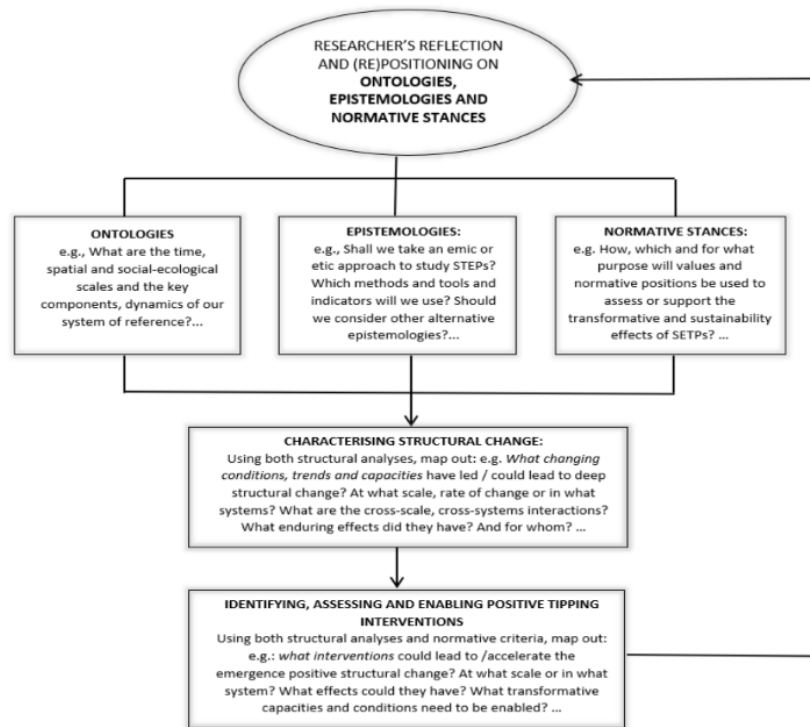 RESEARCHER'S REFLECTION
AND (RE)POSITIONING ON
ONTOLOGIES,
EPISTEMOLOGIES AND
NORMATIVE STANCES
ONTOLOGIES
e.g., What are the time,
spatial and social-ecological
scales and the key
components, dynamics of our
system of reference?...
EPISTEMOLOGIES:
e.g., Shall we take an emic or
etic approach to study STEPs?
Which methods and tools and
indicators will we use? Should
we consider other alternative
epistemologies?...
NORMATIVE STANCES:
e.g. How, which and for what
purpose will values and
normative positions be used to
assess or support the
transformative and sustainability
effects of SETPs? ...
CHARACTERISING STRUCTURAL CHANGE:
Using both structural analyses, map out: e.g. What changing
conditions, trends and capacities have led / could lead to deep
structural change? At what scale, rate of change or in what
systems? What are the cross-scale, cross-systems interactions?
What enduring effects did they have? And for whom? ...
IDENTIFYING, ASSESSING AND ENABLING POSITIVE TIPPING
INTERVENTIONS
Using both structural analyses and normative criteria, map out:
e.g.: what interventions could lead to /accelerate the
emergence positive structural change? At what scale or in what
system? What effects could they have? What transformative
capacities and conditions need to be enabled? ...